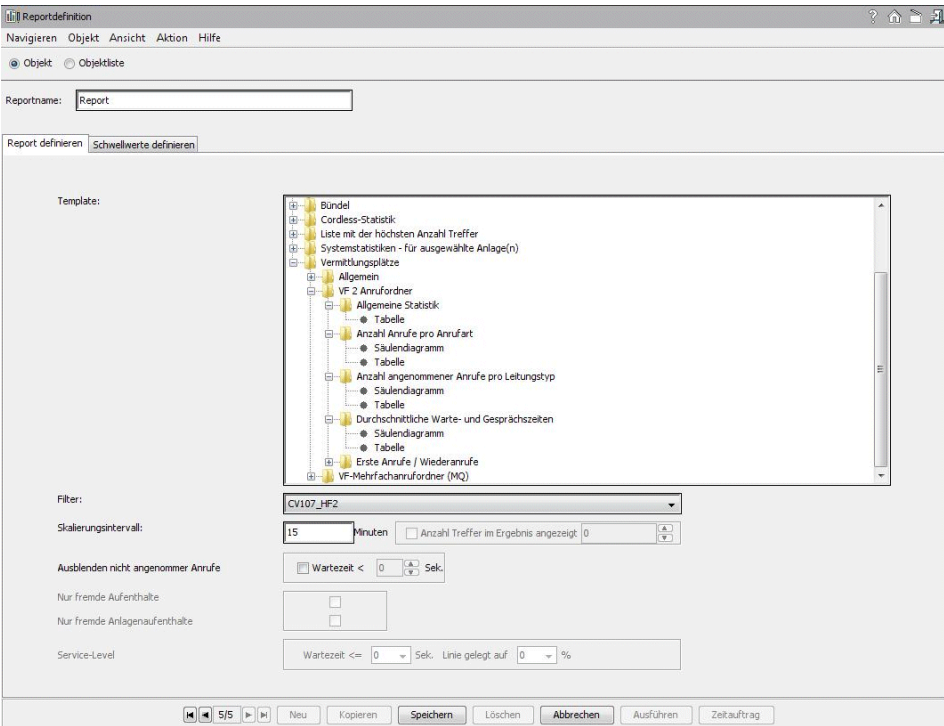 Reportdefinition
Navigieren Objekt Ansicht Aktion Hilfe
Objekt Objektliste
Reportname: Report
Report definieren Schwellwerte definieren
Template:
Bündel
Cordless-Statistik
Liste mit der höchsten Anzahl Treffer
Systemstatistiken - für ausgewählte Anlage(n)
Vermittlungsplätze
Allgemein
VF 2 Anrufordner
Allgemeine Statistik
Tabelle
Anzahl Anrufe pro Anrufart
Säulendiagramm
Tabelle
Anzahl angenommener Anrufe pro Leitungstyp
Säulendiagramm
Tabelle
Durchschnittliche Warte- und Gesprächszeiten
Säulendiagramm
Tabelle
Erste Anrufe / Wiederanrufe
VF-Mehrfachanrufordner (MQ)
Filter: CV107_HF2
Skalierungsintervall: 15 Minuten Anzahl Treffer im Ergebnis angezeigt 0
Ausblenden nicht angenommer Anrufe Wartezeit < 0 Sek.
Nur fremde Aufenthalte
Nur fremde Anlagenaufenthalte
Service-Level Wartezeit <= 0 Sek. Linie gelegt auf 0 %
5/5 Neu Kopieren Speichern Löschen Abbrechen Ausführen Zeitauftrag